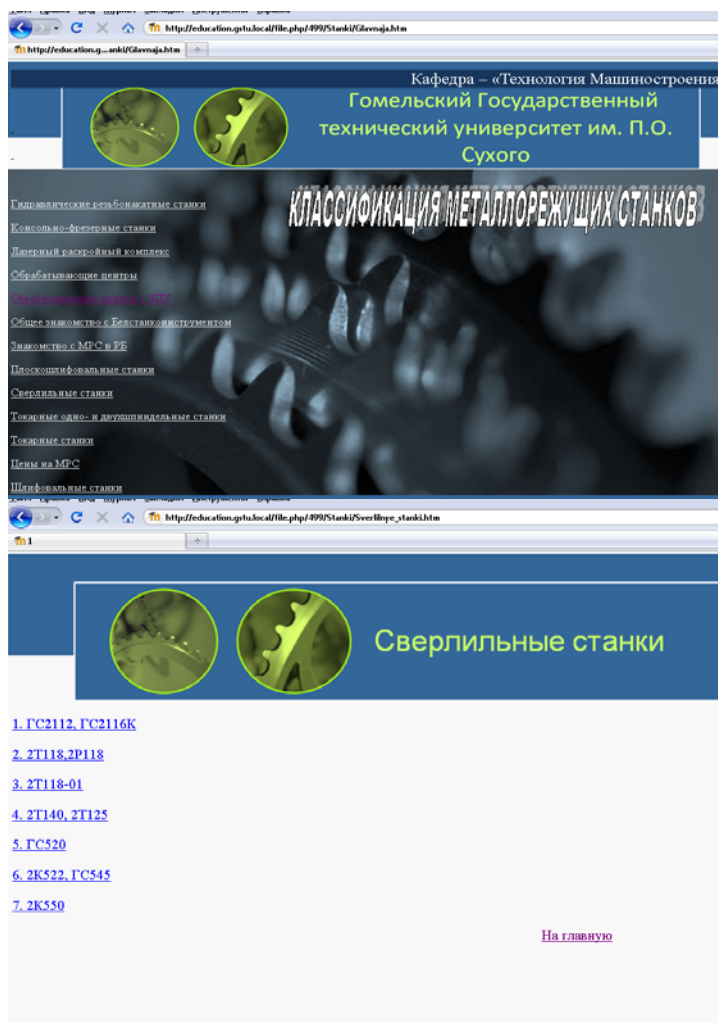 http://education.gstu.local/file.php/499/Stanki/Glavnaja.htm
http://education.g...anki/Glavnaja.htm
Кафедра – «Технология Машиностроения
Гомельский Государственный
технический университет им. П.О.
Сухого
КЛАССИФИКАЦИЯ МЕТАЛЛОРЕЖУЩИХ СТАНКОВ
Гидравлические резьбонакатные станки
Консольно-фрезерные станки
Лазерный раскройный комплекс
Обрабатывающие центры
Общее знакомство с Белстанкоинструментом
Знакомство с МРС в РБ
Плоскошлифовальные станки
Сверлильные станки
Токарные одно- и двухшпиндельные станки
Токарные станки
Цены на МРС
Шлифовальные станки
http://education.gstu.local/file.php/499/Stanki/Sverlilnye_stanki.htm
1
Сверлильные станки
1. ГС2112, ГС2116К
2. 2Т118,2Р118
3. 2Т118-01
4. 2Т140, 2Т125
5. ГС520
6. 2К522, ГС545
7. 2К550
На главную